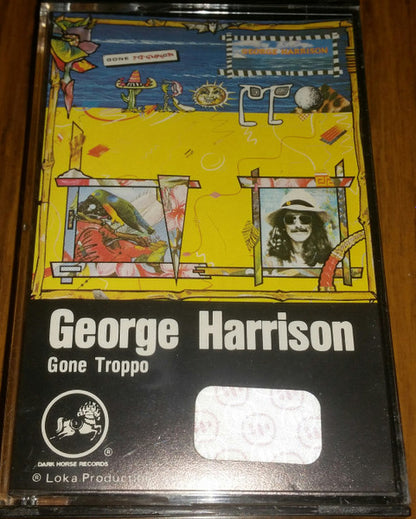 GONE TROPPO
GEORGE HARRISON
George Harrison
Gone Troppo
®
DARK HORSE RECORDS
® Loka Producti